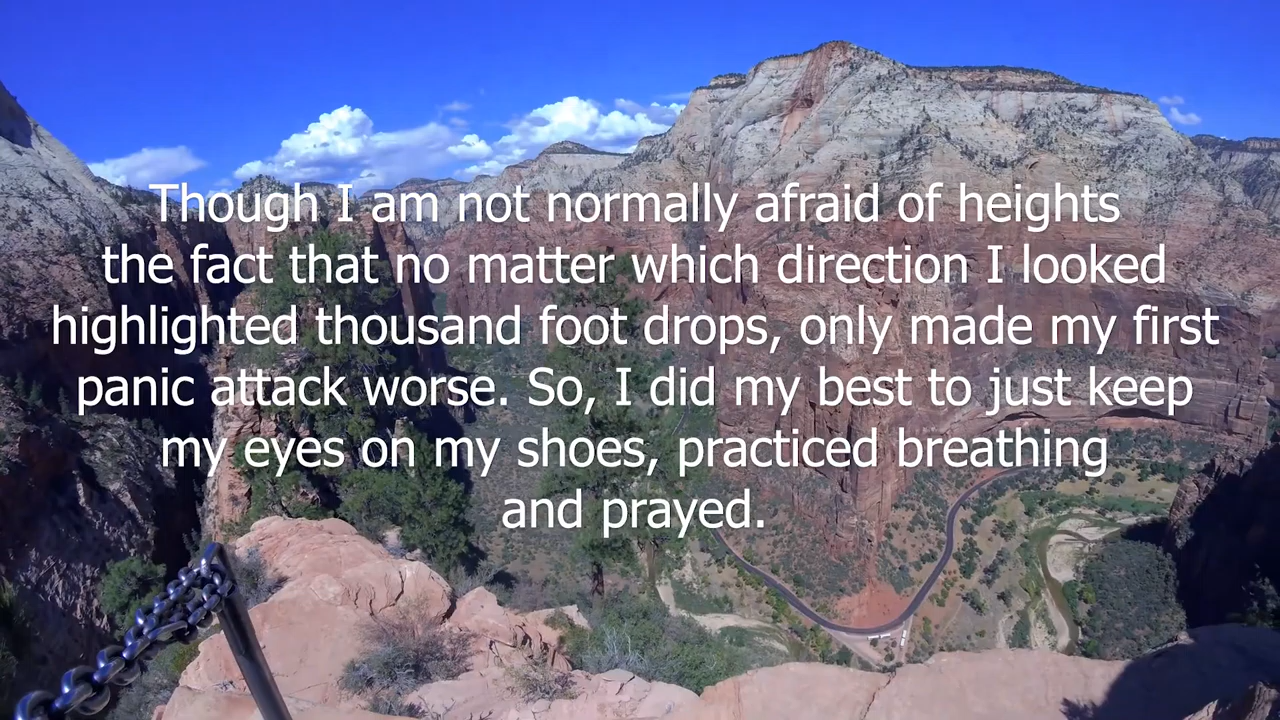 Though I am not normally afraid of heights
the fact that no matter which direction I looked
highlighted thousand foot drops, only made my first
panic attack worse. So, I did my best to just keep
my eyes on my shoes, practiced breathing
and prayed.